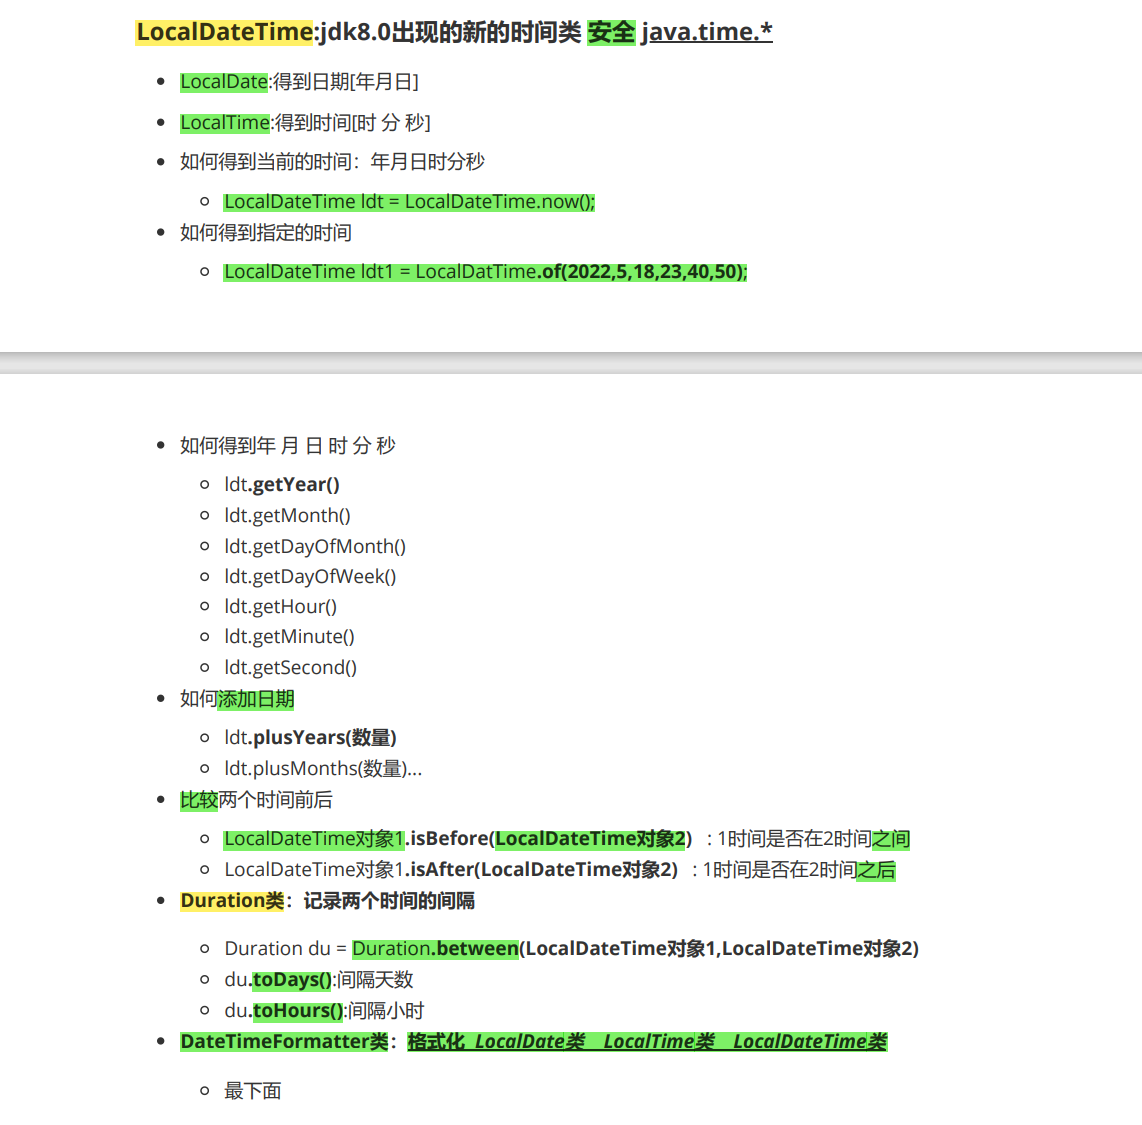 LocalDateTime:jdk8.0出现的新的时间类 安全 java.time.*
LocalDate:得到日期[年月日]
LocalTime:得到时间[时 分 秒]
如何得到当前的时间：年月日时分秒
LocalDateTime ldt = LocalDateTime.now();
如何得到指定的时间
LocalDateTime ldt1 = LocalDatTime.of(2022,5,18,23,40,50);
如何得到年 月 日 时 分 秒
ldt.getYear()
ldt.getMonth()
ldt.getDayOfMonth()
ldt.getDayOfWeek()
ldt.getHour()
ldt.getMinute()
ldt.getSecond()
如何添加日期
ldt.plusYears(数量)
ldt.plusMonths(数量)...
比较两个时间前后
LocalDateTime对象1.isBefore(LocalDateTime对象2) : 1时间是否在2时间之间
LocalDateTime对象1.isAfter(LocalDateTime对象2) : 1时间是否在2时间之后
Duration类：记录两个时间的间隔
Duration du = Duration.between(LocalDateTime对象1,LocalDateTime对象2)
du.toDays():间隔天数
du.toHours():间隔小时
DateTimeFormatter类：格式化 LocalDate类 LocalTime类 LocalDateTime类
最下面